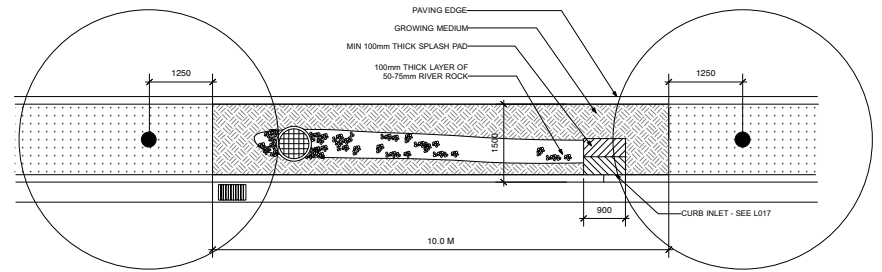 PAVING EDGE
GROWING MEDIUM
MIN 100mm THICK SPLASH PAD
100mm THICK LAYER OF
50-75mm RIVER ROCK
1250
1250
1500
900
CURB INLET - SEE L017
10.0 M